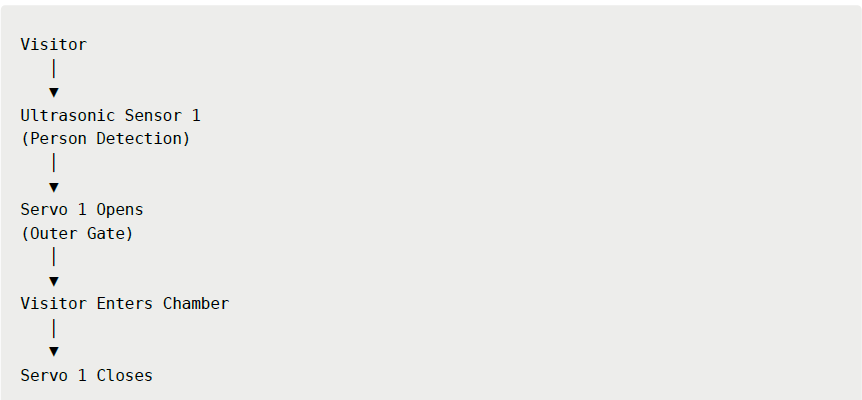 Visitor
│
▼
Ultrasonic Sensor 1
(Person Detection)
│
▼
Servo 1 Opens
(Outer Gate)
│
▼
Visitor Enters Chamber
│
▼
Servo 1 Closes